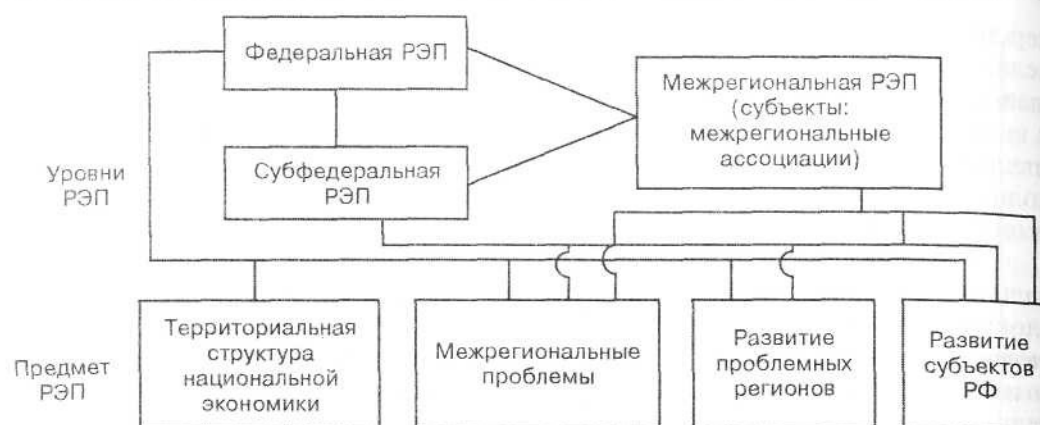 Федеральная РЭП
Межрегиональная РЭП
(субъекты:
межрегиональные
ассоциации)
Уровни
РЭП
Субфедеральная
РЭП
Предмет
РЭП
Территориальная
структура
национальной
экономики
Межрегиональные
проблемы
Развитие
проблемных
регионов
Развитие
субъектов
РФ